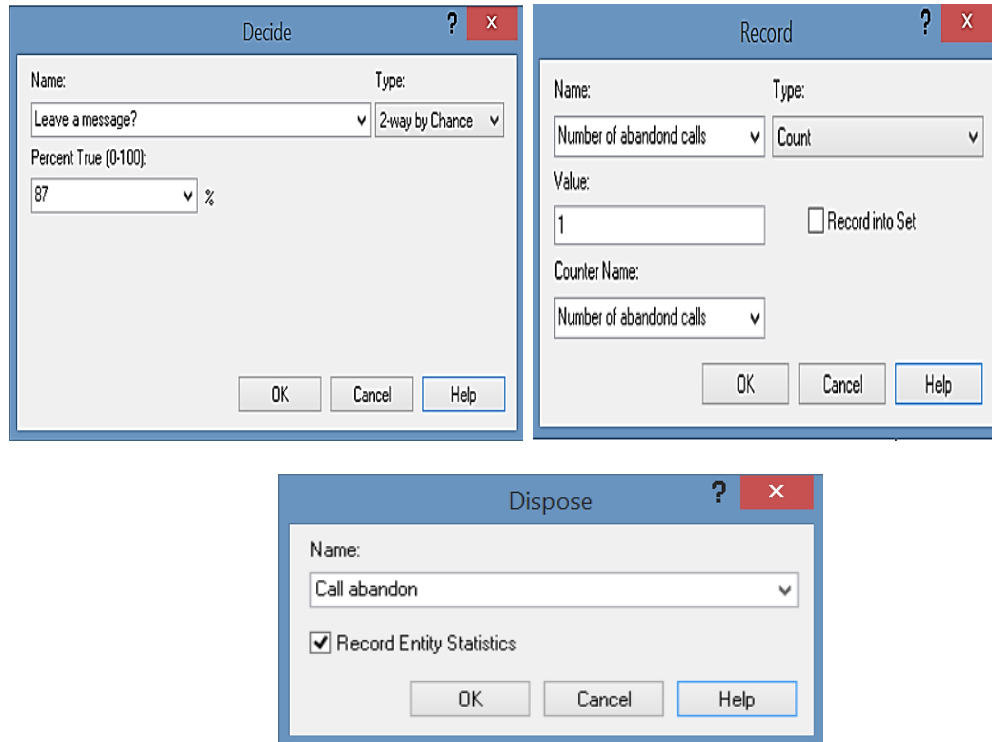 Decide ? x
Name: Type:
Leave a message? 2-way by Chance
Percent True (0-100):
87 %
OK Cancel Help
Record ? x
Name: Type:
Number of abandond calls Count
Value:
1 Record into Set
Counter Name:
Number of abandond calls
OK Cancel Help
Dispose ? x
Name:
Call abandon
Record Entity Statistics
OK Cancel Help